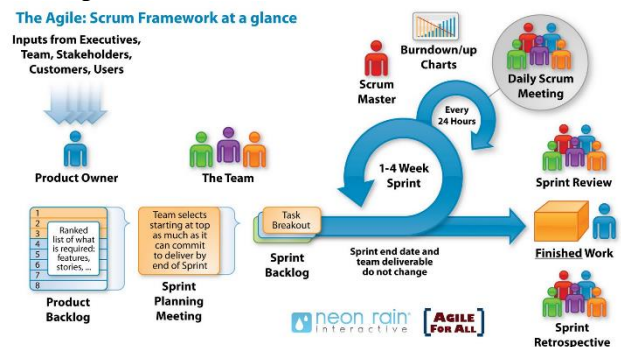 The Agile: Scrum Framework at a glance
Inputs from Executives,
Team, Stakeholders,
Customers, Users
Product Owner
The Team
1
2
3
4
5
6
7
8
Ranked
list of what
is required:
features,
stories, ...
Product
Backlog
Team selects
starting at top
as much as it
can commit
to deliver by
end of Sprint
Sprint
Planning
Meeting
Task
Breakout
Sprint
Backlog
Scrum
Master
Burndown/up
Charts
Every
24 Hours
Daily Scrum
Meeting
1-4 Week
Sprint
Sprint end date and
team deliverable
do not change
Sprint Review
Finished Work
Sprint
Retrospective
neon rain
interactive
AGILE
FOR ALL